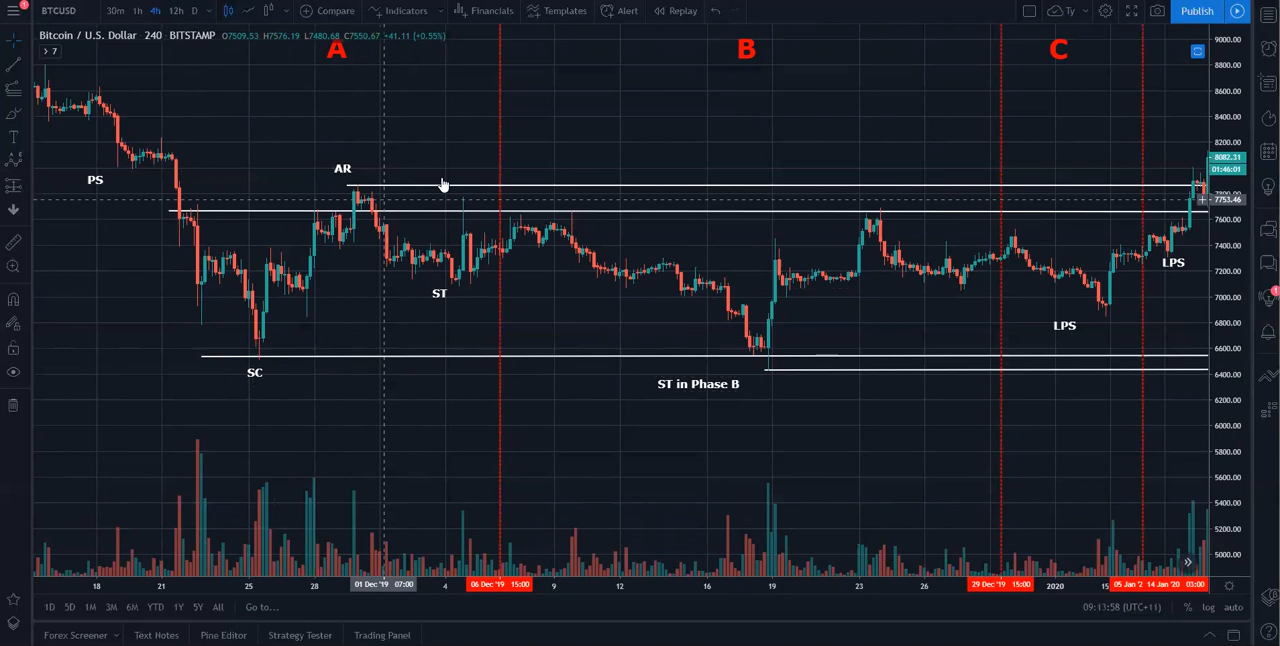 BTCUSD 30m 1h 4h 12h D Compare Indicators Financials Templates Alert Replay Ty Publish
Bitcoin / U.S. Dollar 240 BITSTAMP O7509.53 H7576.19 L7480.68 C7550.67 +41.11 (+0.55%)
7
A
B
C
PS
AR
ST
SC
ST in Phase B
LPS
LPS
9000.00
8800.00
8600.00
8400.00
8200.00
8082.31
01:46:01
7800.00
7753.46
7600.00
7400.00
7200.00
7000.00
6800.00
6600.00
6400.00
6200.00
6000.00
5800.00
5600.00
5400.00
5200.00
5000.00
18 21 25 28 01 Dec '19 07:00 4 06 Dec '19 15:00 9 12 16 19 23 26 29 Dec '19 15:00 2020 05 Jan '2 14 Jan '20 03:00
1D 5D 1M 3M 6M YTD 1Y 5Y All Go to... 09:13:58 (UTC+11) % log auto
Forex Screener Text Notes Pine Editor Strategy Tester Trading Panel